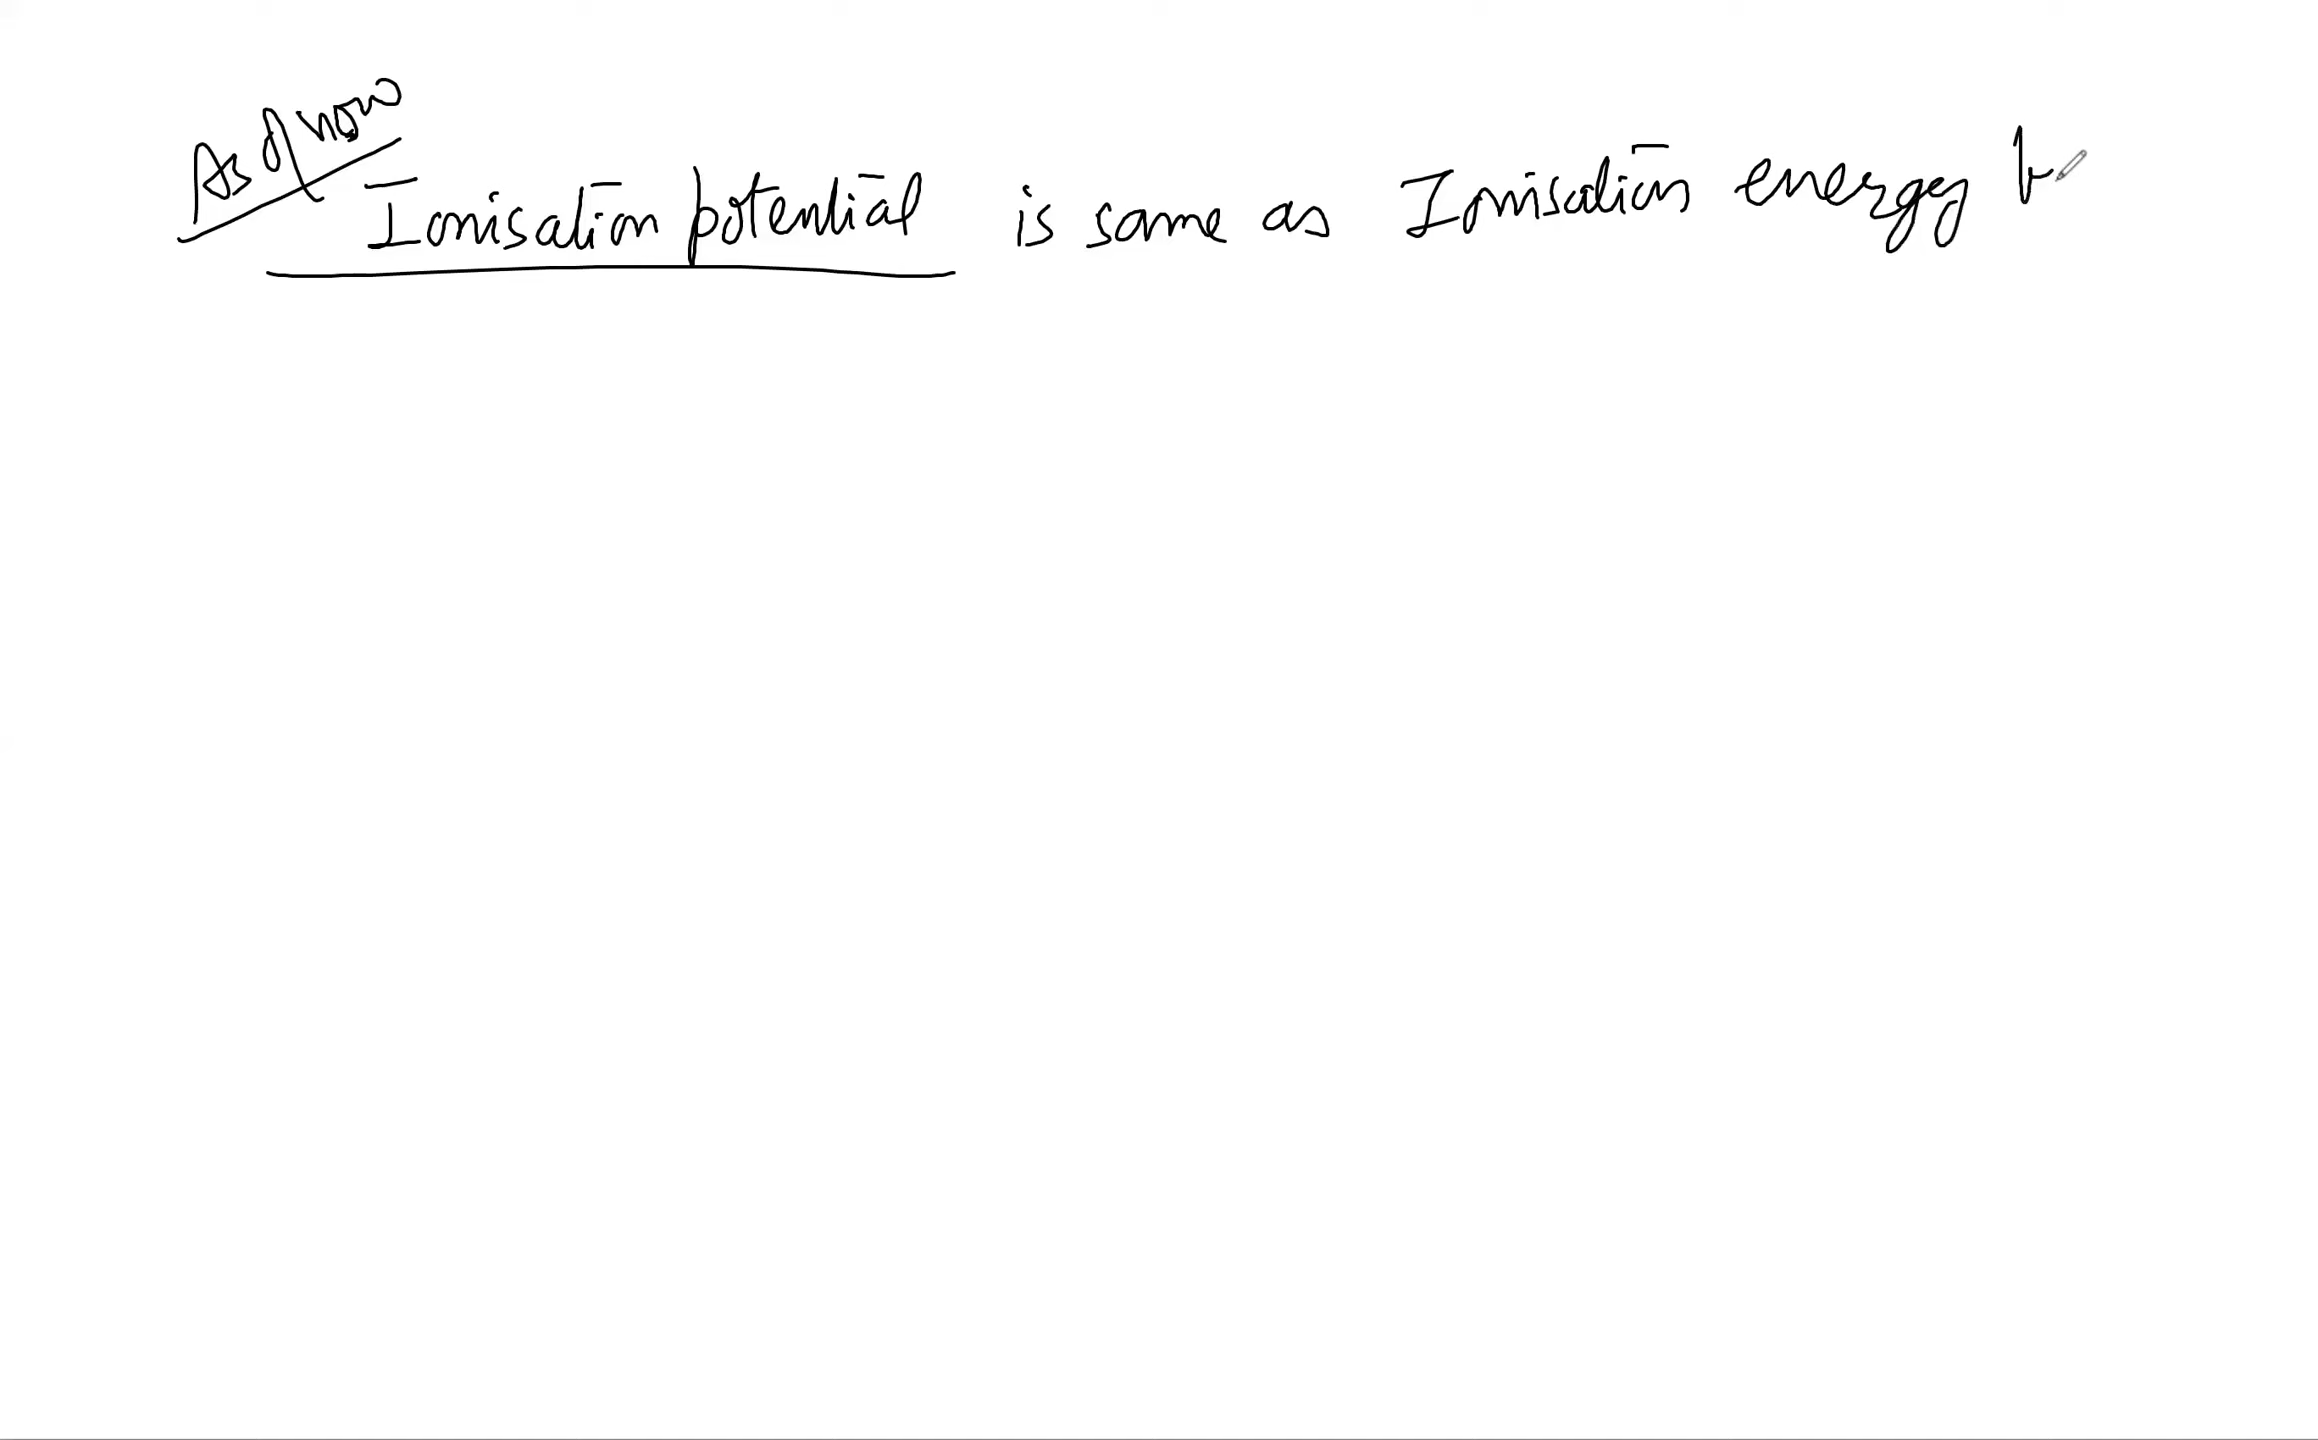 As of now
Ionisation potential is same as Ionisation energy